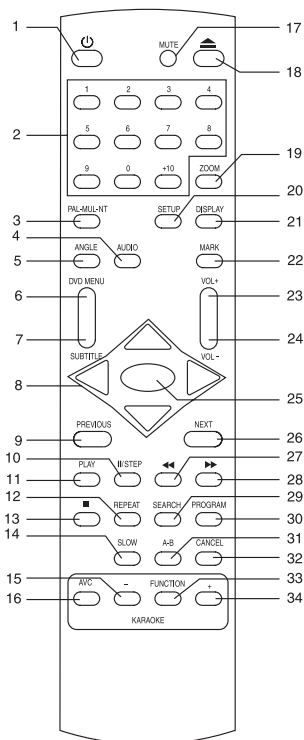 1
MUTE
17
18
1 2 3 4
2
5 6 7 8
19
9 0 +10 ZOOM
20
3
PAL-MUL-NT SETUP DISPLAY
21
4
5
ANGLE AUDIO MARK
22
6
DVD MENU VOL+
23
7
24
SUBTITLE VOL -
8
25
9
PREVIOUS NEXT
26
10
27
11
PLAY II/STEP ◀◀ ▶▶
28
12
29
13
■ REPEAT SEARCH PROGRAM
30
14
31
SLOW A-B CANCEL
32
15
33
16
AVC - FUNCTION +
34
KARAOKE